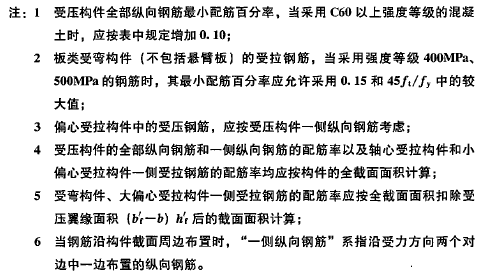 注：1 受压构件全部纵向钢筋最小配筋百分率，当采用 C60 以上强度等级的混凝
土时，应按表中规定增加 0.10；
2 板类受弯构件（不包括悬臂板）的受拉钢筋，当采用强度等级 400MPa、
500MPa 的钢筋时，其最小配筋百分率应允许采用 0.15 和 45ft/fy 中的较
大值；
3 偏心受拉构件中的受压钢筋，应按受压构件一侧纵向钢筋考虑；
4 受压构件的全部纵向钢筋和一侧纵向钢筋的配筋率以及轴心受拉构件和小
偏心受拉构件一侧受拉钢筋的配筋率均应按构件的全截面面积计算；
5 受弯构件、大偏心受拉构件一侧受拉钢筋的配筋率应按全截面面积扣除受
压翼缘面积（b′f－b）h′f 后的截面面积计算；
6 当钢筋沿构件截面周边布置时，“一侧纵向钢筋”系指沿受力方向两个对
边中一边布置的纵向钢筋。